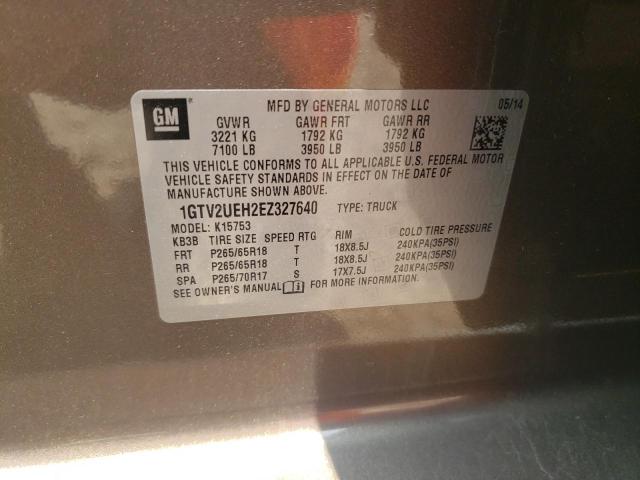 GM ®
MFD BY GENERAL MOTORS LLC 05/14
GVWR GAWR FRT GAWR RR
3221 KG 1792 KG 1792 KG
7100 LB 3950 LB 3950 LB
THIS VEHICLE CONFORMS TO ALL APPLICABLE U.S. FEDERAL MOTOR
VEHICLE SAFETY STANDARDS IN EFFECT ON THE DATE OF
MANUFACTURE SHOWN ABOVE.
1GTV2UEH2EZ327640 TYPE: TRUCK
MODEL: K15753
KB3B TIRE SIZE SPEED RTG RIM COLD TIRE PRESSURE
FRT P265/65R18 T 18X8.5J 240KPA(35PSI)
RR P265/65R18 T 18X8.5J 240KPA(35PSI)
SPA P265/70R17 S 17X7.5J 240KPA(35PSI)
SEE OWNER'S MANUAL i FOR MORE INFORMATION.